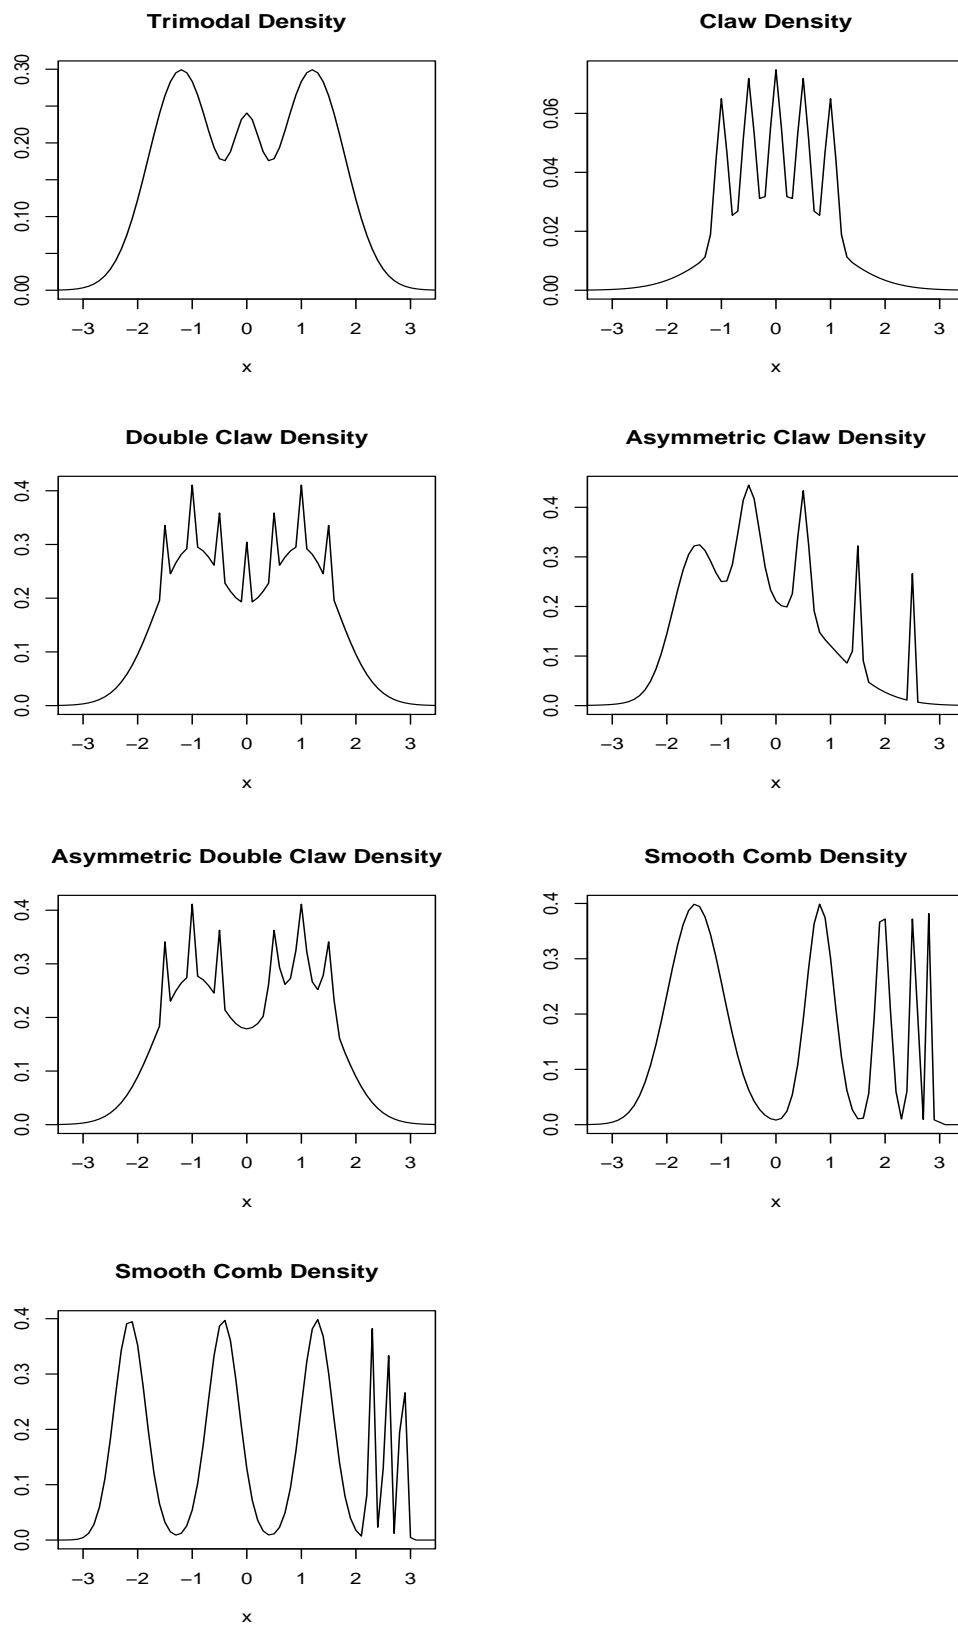 Trimodal Density
0.30
0.20
0.10
0.00
−3 −2 −1 0 1 2 3
x
Claw Density
0.06
0.04
0.02
0.00
−3 −2 −1 0 1 2 3
x
Double Claw Density
0.4
0.3
0.2
0.1
0.0
−3 −2 −1 0 1 2 3
x
Asymmetric Claw Density
0.4
0.3
0.2
0.1
0.0
−3 −2 −1 0 1 2 3
x
Asymmetric Double Claw Density
0.4
0.3
0.2
0.1
0.0
−3 −2 −1 0 1 2 3
x
Smooth Comb Density
0.4
0.3
0.2
0.1
0.0
−3 −2 −1 0 1 2 3
x
Smooth Comb Density
0.4
0.3
0.2
0.1
0.0
−3 −2 −1 0 1 2 3
x